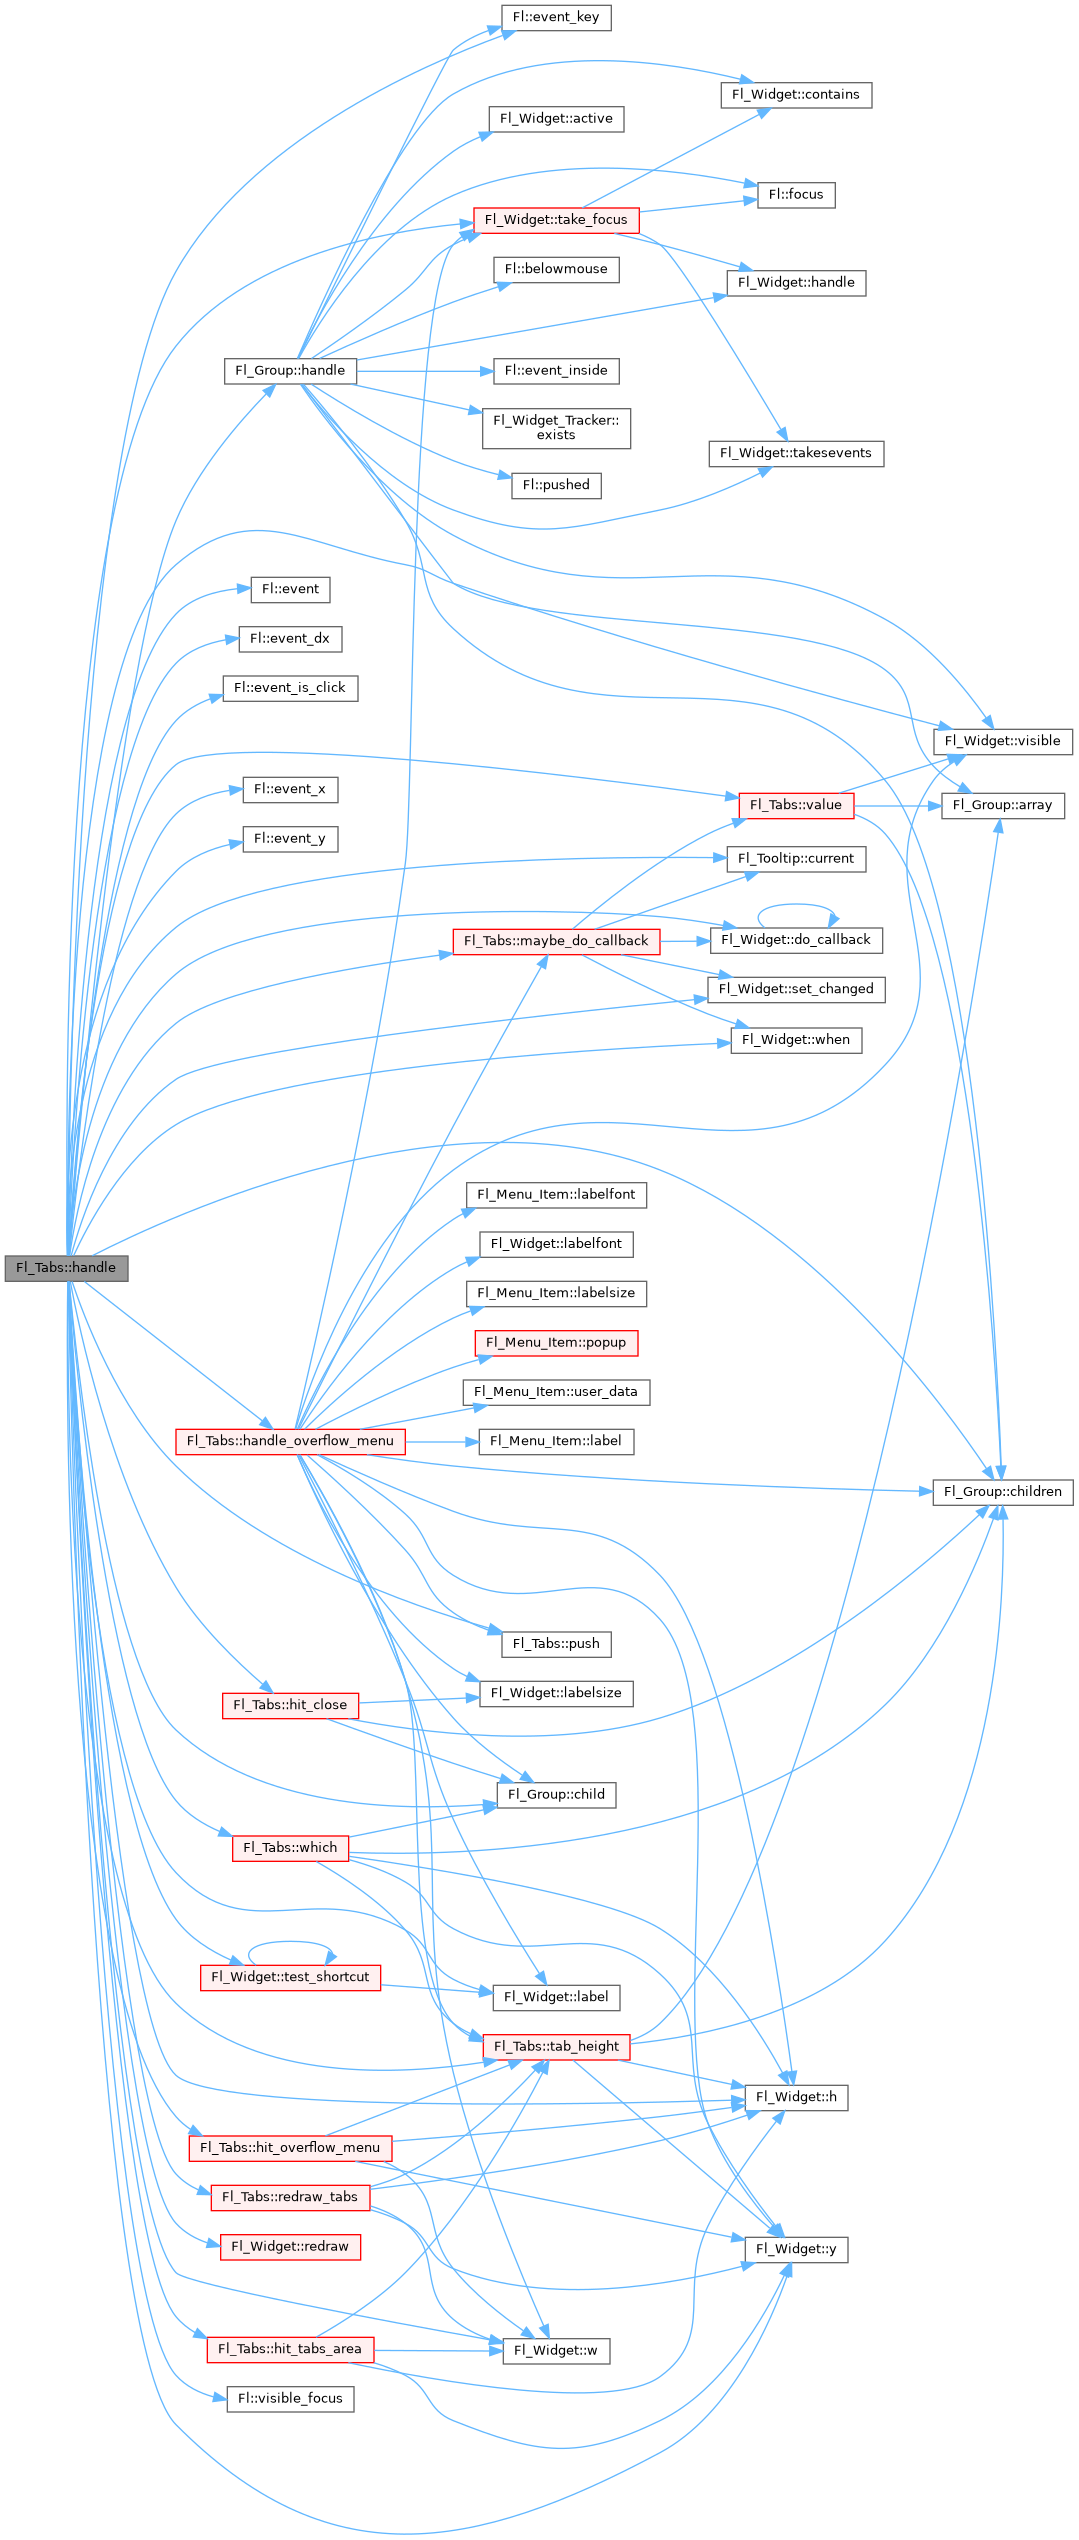 Fl::event_key
Fl_Widget::contains
Fl_Widget::active
Fl::focus
Fl_Widget::take_focus
Fl::belowmouse
Fl_Widget::handle
Fl_Group::handle
Fl::event_inside
Fl_Widget_Tracker::
exists
Fl_Widget::takesevents
Fl::pushed
Fl::event
Fl::event_dx
Fl::event_is_click
Fl_Widget::visible
Fl::event_x
Fl_Tabs::value
Fl_Group::array
Fl::event_y
Fl_Tooltip::current
Fl_Tabs::maybe_do_callback
Fl_Widget::do_callback
Fl_Widget::set_changed
Fl_Widget::when
Fl_Menu_Item::labelfont
Fl_Widget::labelfont
Fl_Tabs::handle
Fl_Menu_Item::labelsize
Fl_Menu_Item::popup
Fl_Menu_Item::user_data
Fl_Tabs::handle_overflow_menu
Fl_Menu_Item::label
Fl_Group::children
Fl_Tabs::push
Fl_Widget::labelsize
Fl_Tabs::hit_close
Fl_Group::child
Fl_Tabs::which
Fl_Widget::test_shortcut
Fl_Widget::label
Fl_Tabs::tab_height
Fl_Widget::h
Fl_Tabs::hit_overflow_menu
Fl_Tabs::redraw_tabs
Fl_Widget::redraw
Fl_Widget::y
Fl_Tabs::hit_tabs_area
Fl_Widget::w
Fl::visible_focus